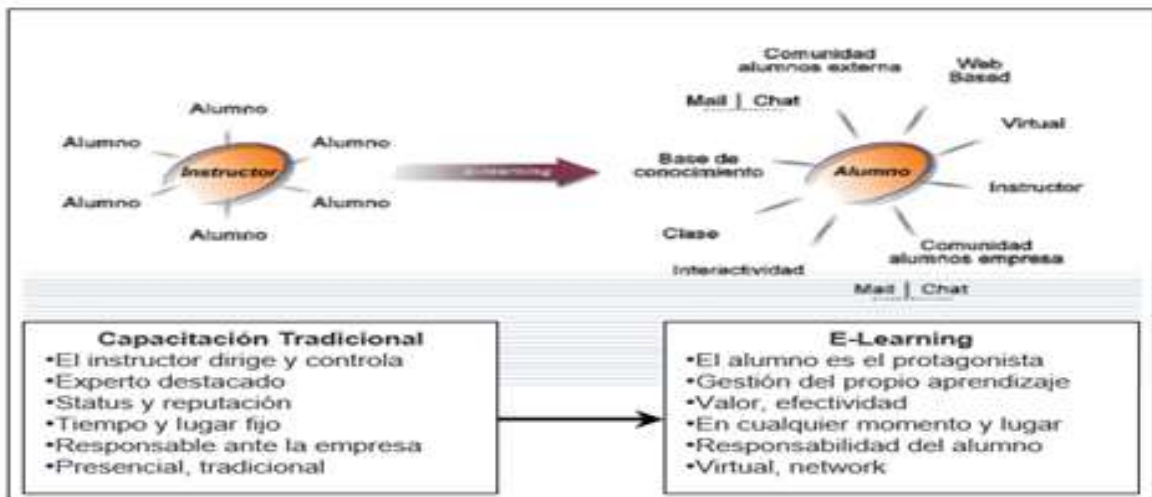 Alumno
Alumno
Alumno
Instructor
Alumno
Alumno
Alumno
E-learning
Comunidad
alumnos externa
Mail | Chat
Web
Based
Virtual
Base de
conocimiento
Alumno
Instructor
Clase
Interactividad
Comunidad
alumnos empresa
Mail | Chat
Capacitación Tradicional
•El instructor dirige y controla
•Experto destacado
•Status y reputación
•Tiempo y lugar fijo
•Responsable ante la empresa
•Presencial, tradicional
E-Learning
•El alumno es el protagonista
•Gestión del propio aprendizaje
•Valor, efectividad
•En cualquier momento y lugar
•Responsabilidad del alumno
•Virtual, network